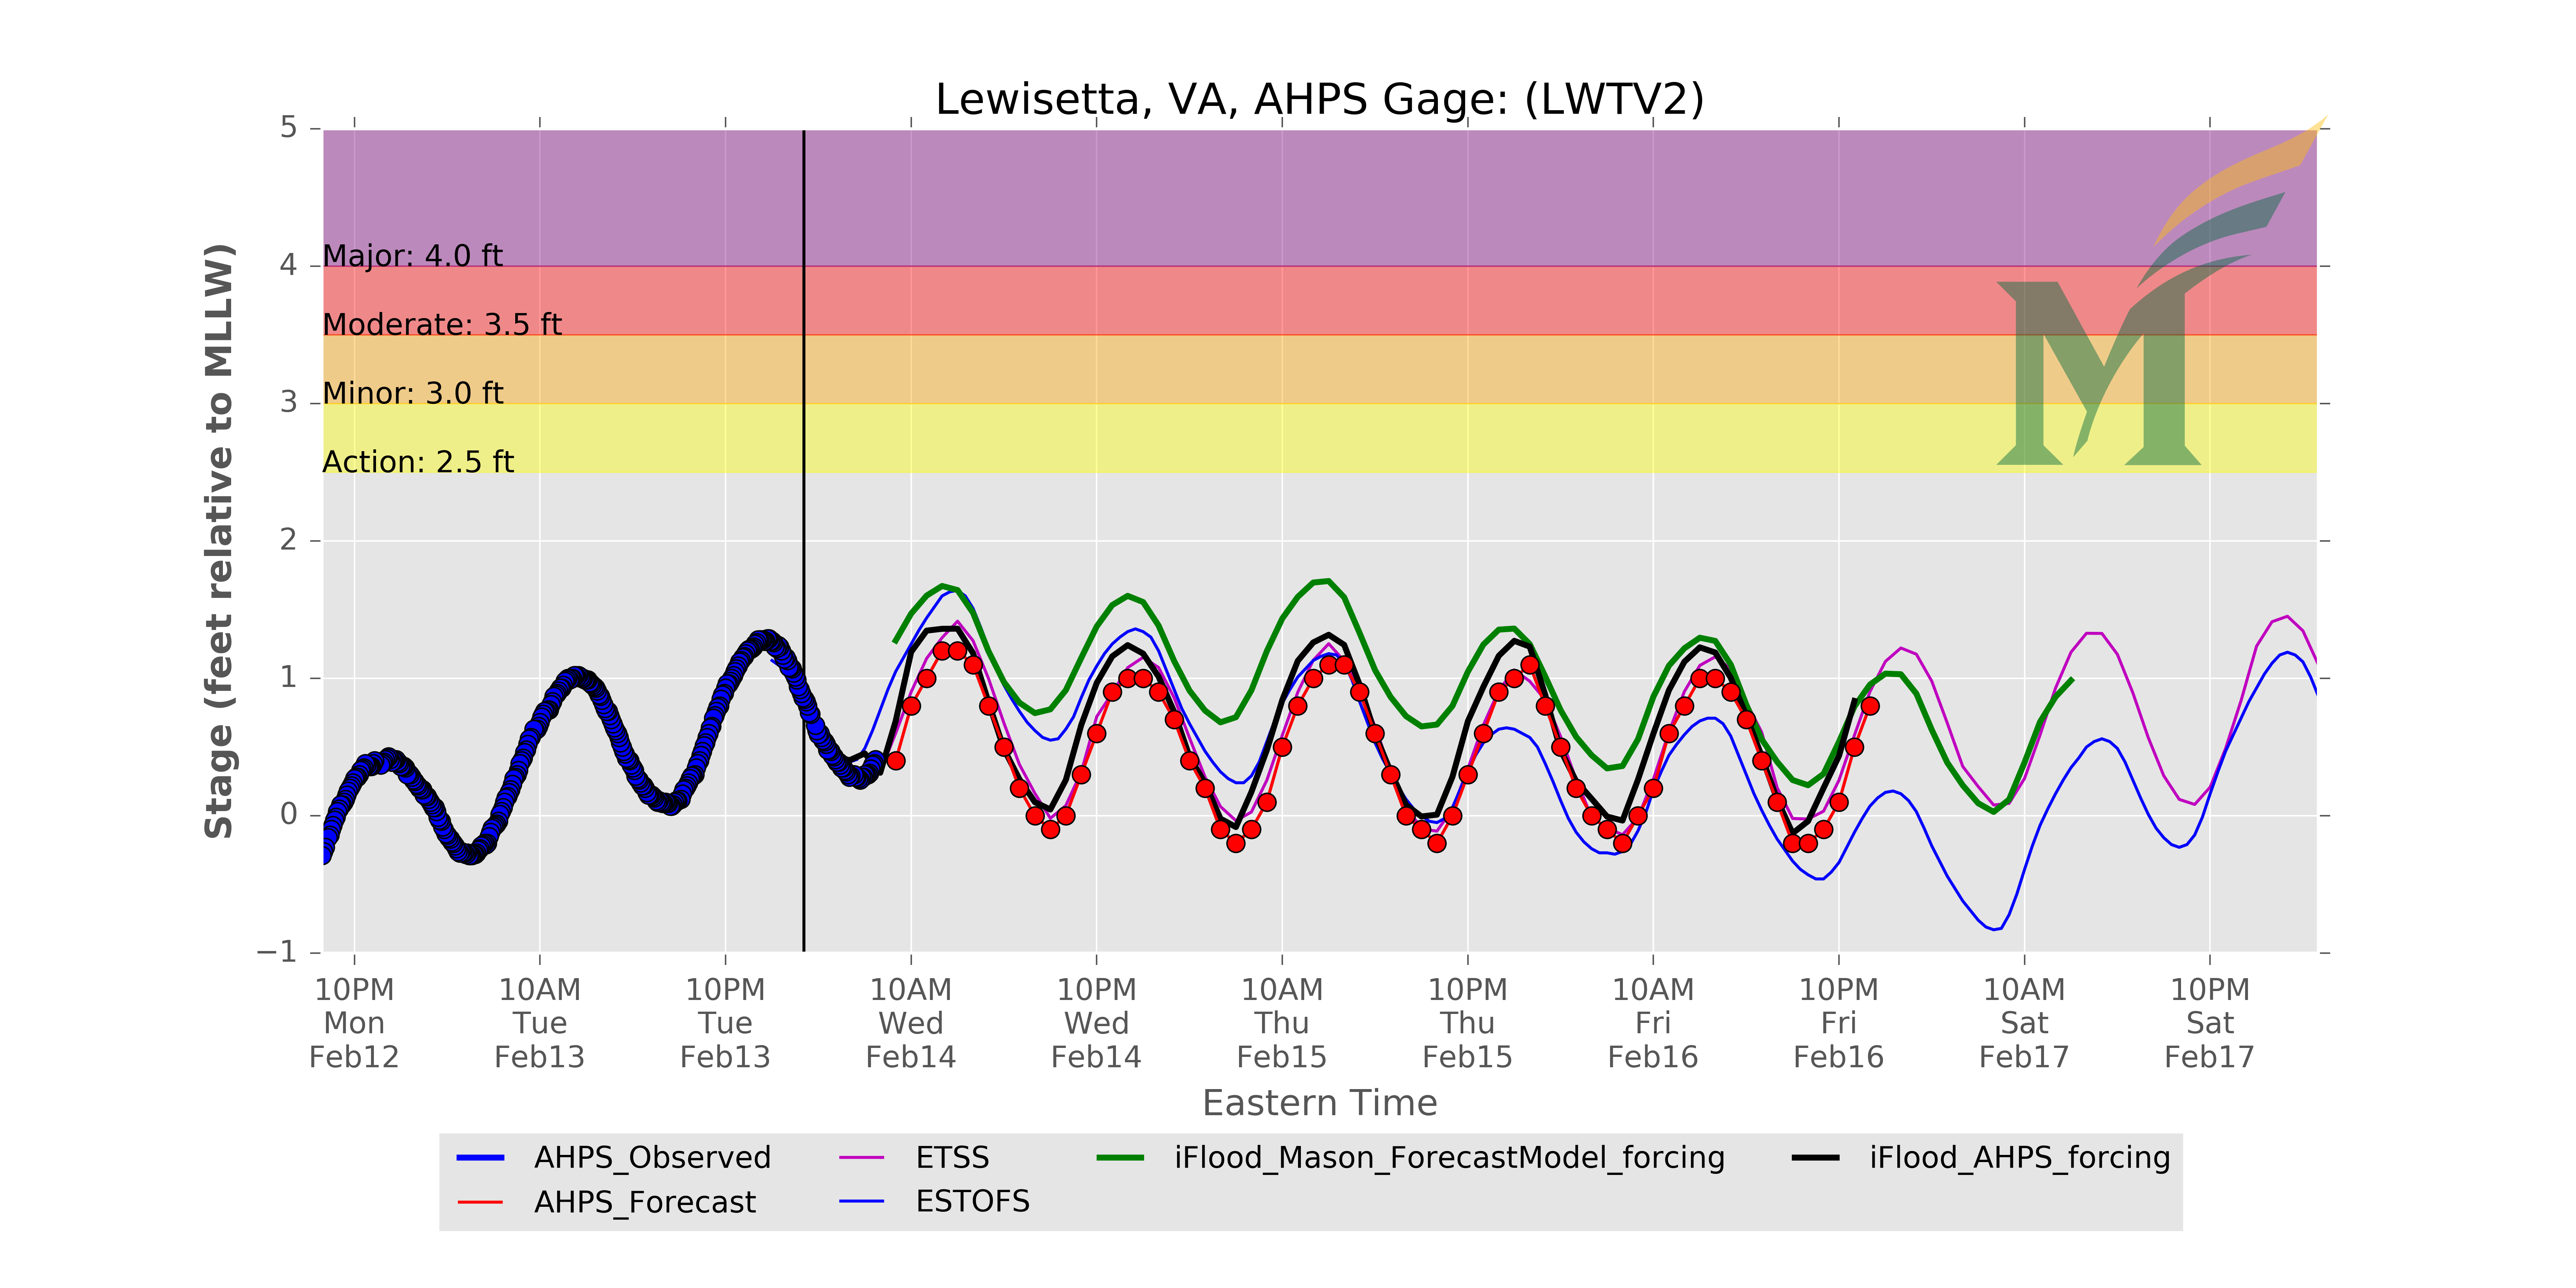 Lewisetta, VA, AHPS Gage: (LWTV2)
5
4
3
2
1
0
−1
Stage (feet relative to MLLW)
Major: 4.0 ft
Moderate: 3.5 ft
Minor: 3.0 ft
Action: 2.5 ft
M
10PM
Mon
Feb12
10AM
Tue
Feb13
10PM
Tue
Feb13
10AM
Wed
Feb14
10PM
Wed
Feb14
10AM
Thu
Feb15
10PM
Thu
Feb15
10AM
Fri
Feb16
10PM
Fri
Feb16
10AM
Sat
Feb17
10PM
Sat
Feb17
Eastern Time
AHPS_Observed
AHPS_Forecast
ETSS
ESTOFS
iFlood_Mason_ForecastModel_forcing
iFlood_AHPS_forcing